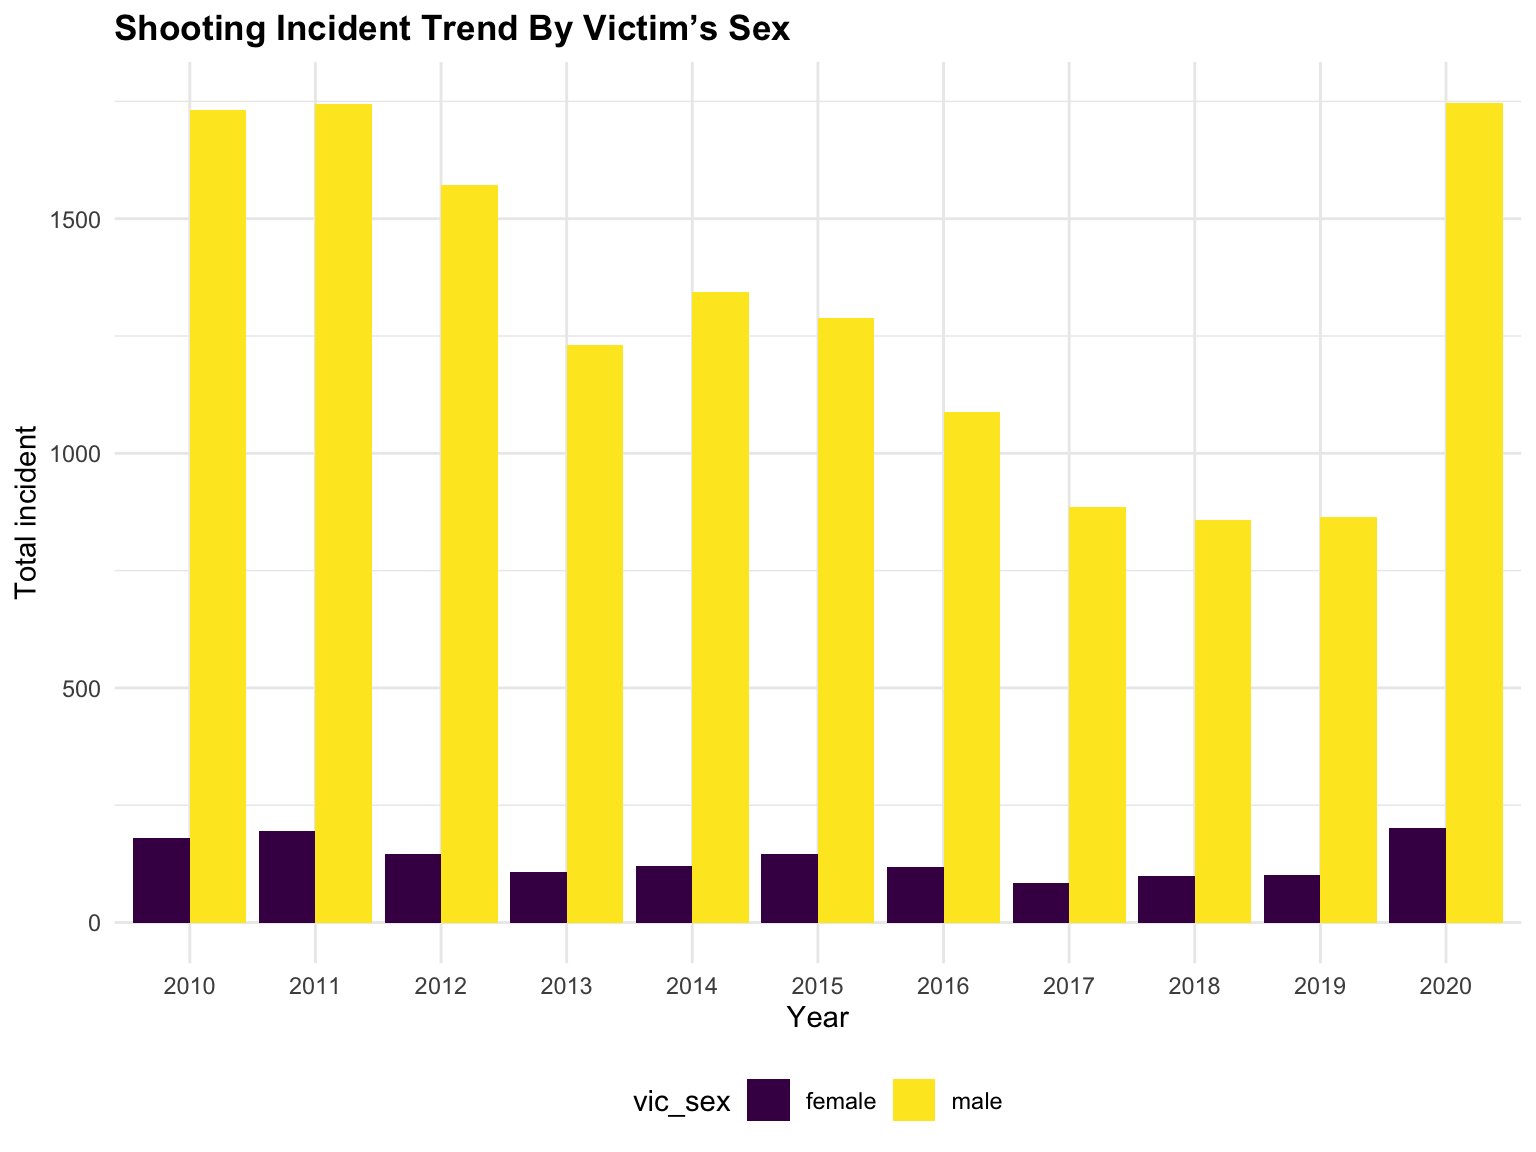 Shooting Incident Trend By Victim’s Sex
Total incident
1500
1000
500
0
2010 2011 2012 2013 2014 2015 2016 2017 2018 2019 2020
Year
vic_sex female male